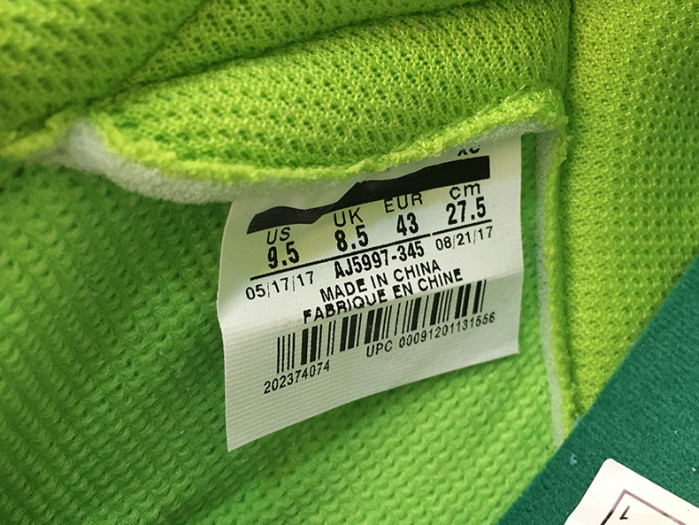 XC
US UK EUR cm
9.5 8.5 43 27.5
05/17/17 AJ5997-345 08/21/17
MADE IN CHINA
FABRIQUE EN CHINE
202374074 UPC 00091201131556